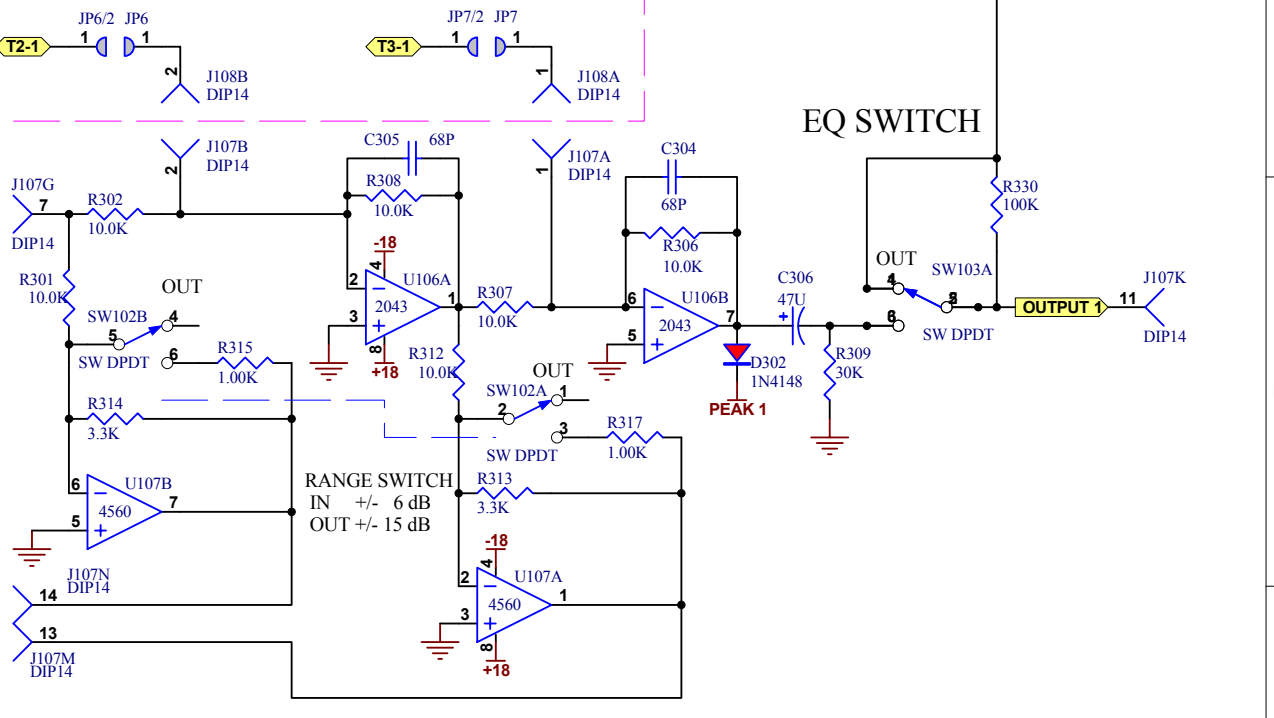 JP6/2 JP6
T2-1 1 1
2
J108B
DIP14
JP7/2 JP7
T3-1 1 1
1
J108A
DIP14
EQ SWITCH
J107B
DIP14
2
C305 68P
R308
10.0K
J107A
DIP14
1
C304
68P
R306
10.0K
R330
100K
J107G
7
DIP14
R302
10.0K
R301
10.0K
-18
4
U106A
2
2043
1
3
8
+18
R307
10.0K
6
U106B
2043
7
5
C306
47U
+
OUT
4
SW103A
SW DPDT
OUTPUT 1
11
J107K
DIP14
R309
30K
D302
1N4148
PEAK 1
OUT
SW102B
4
5
SW DPDT
6
R315
1.00K
R314
3.3K
R312
10.0K
OUT
SW102A
1
2
3
SW DPDT
R317
1.00K
RANGE SWITCH
IN +/- 6 dB
OUT +/- 15 dB
R313
3.3K
6
U107B
4560
7
5
-18
4
U107A
2
4560
1
3
8
+18
J107N
DIP14
14
13
J107M
DIP14